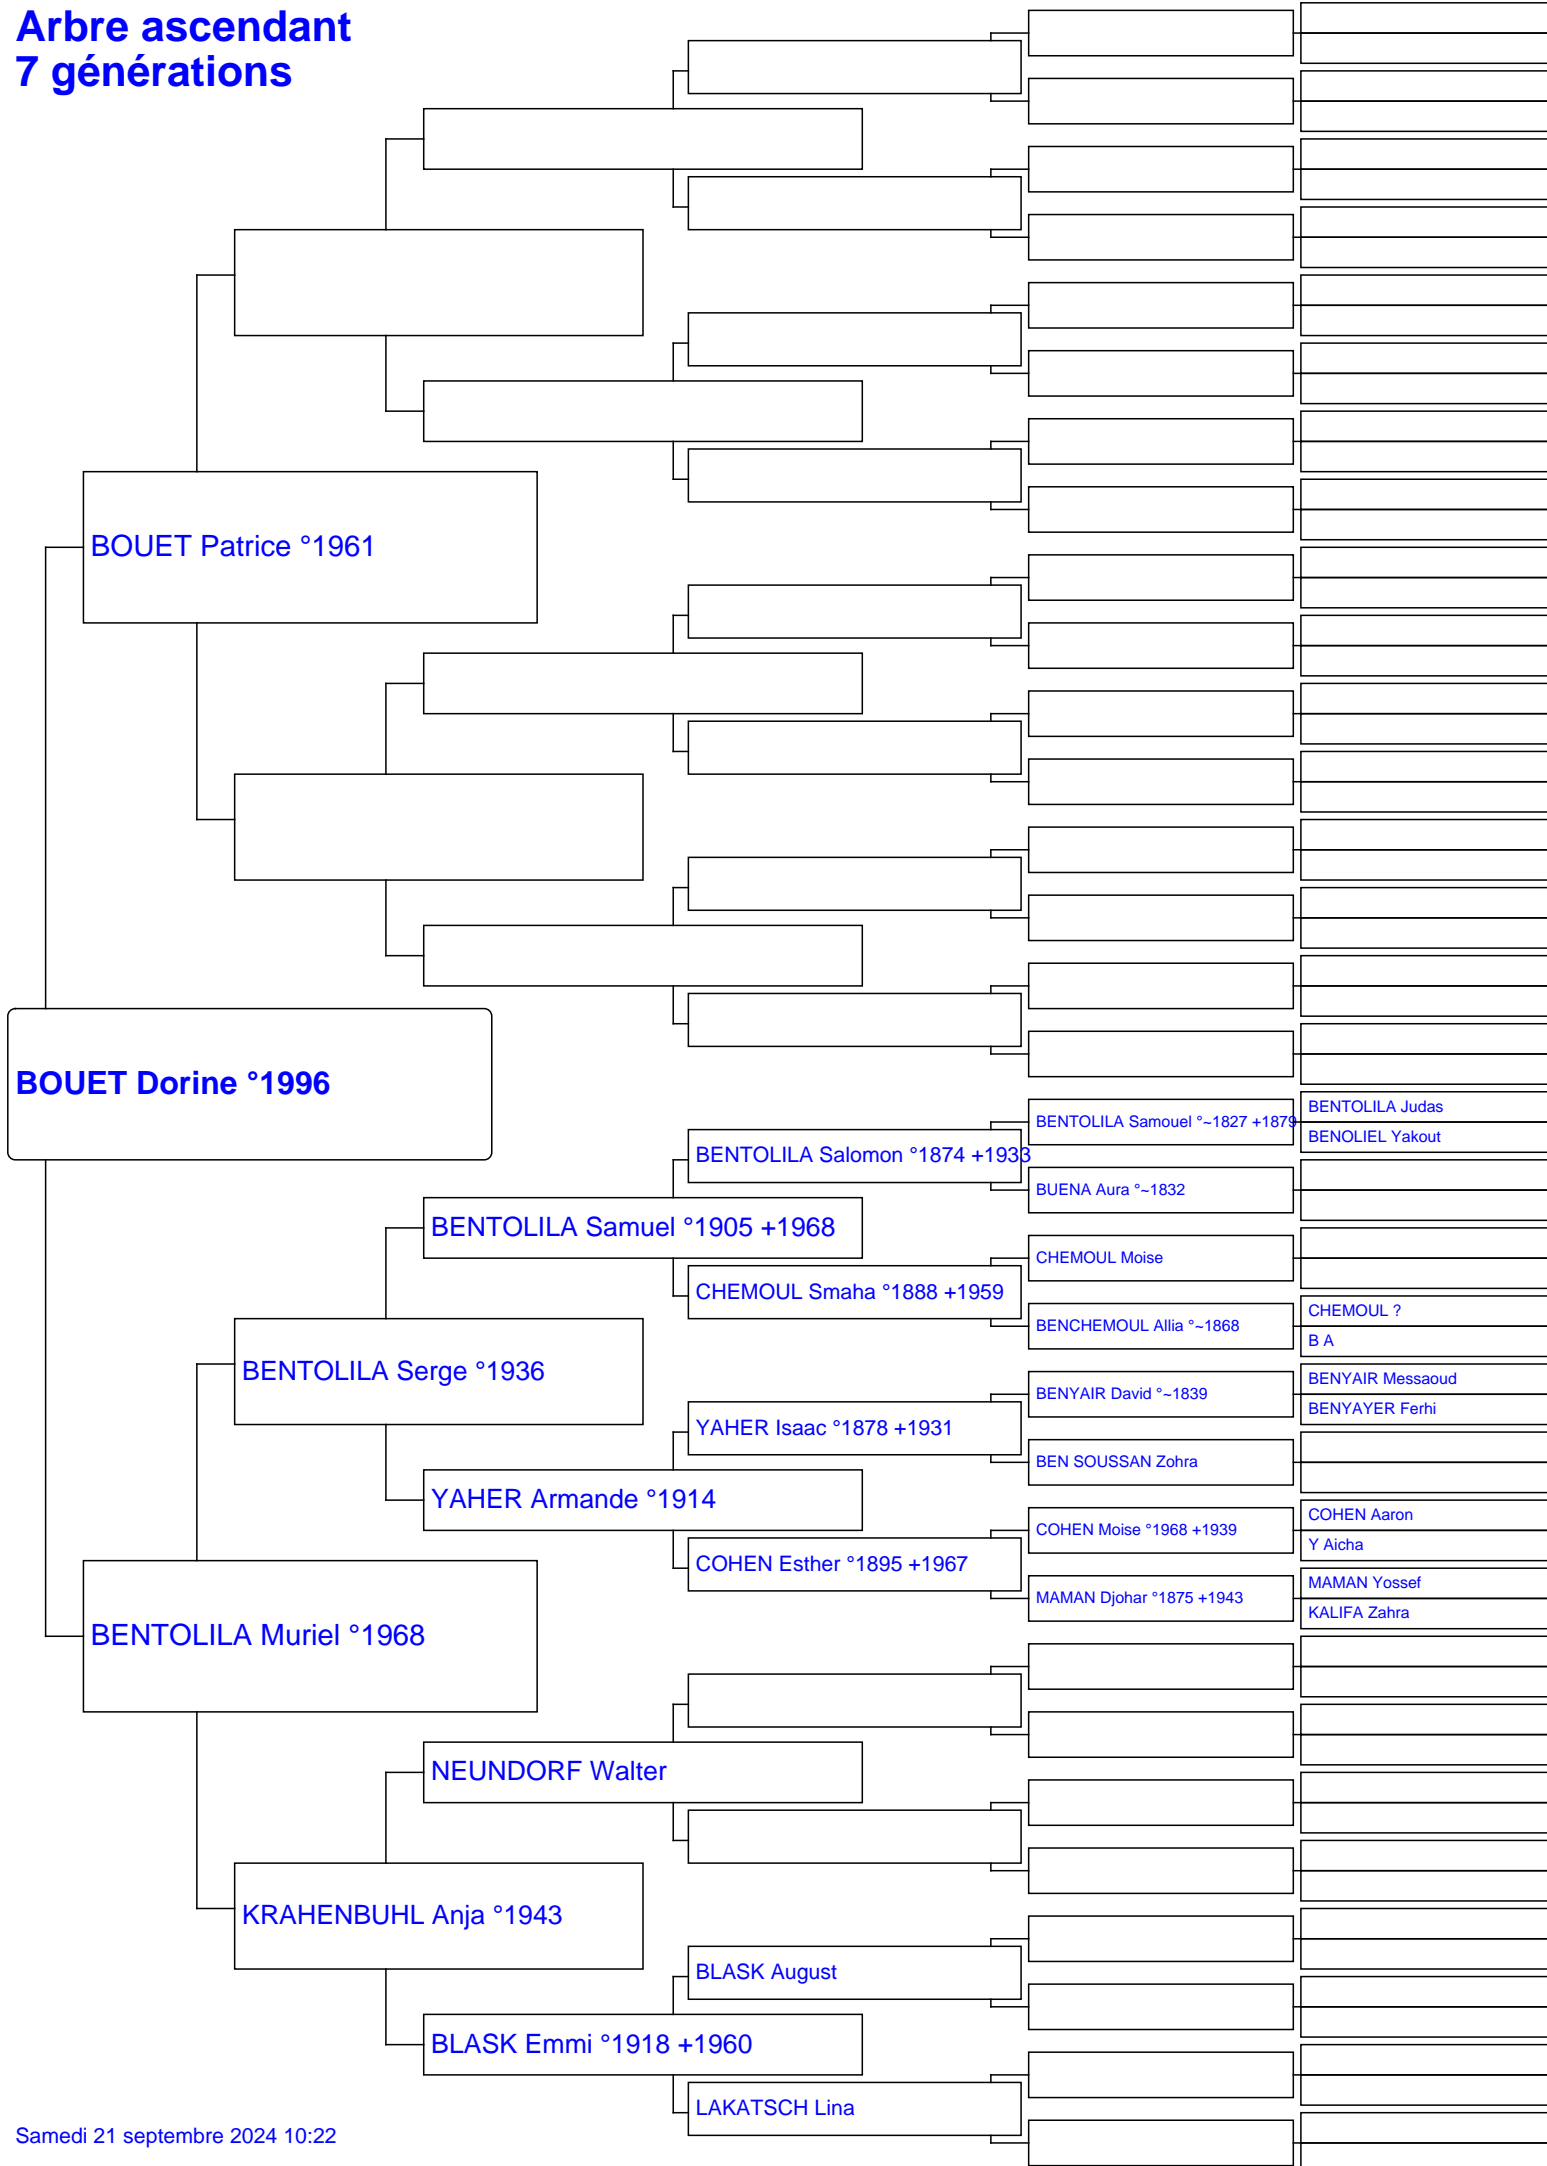 Arbre ascendant
7 générations
BOUET Patrice °1961
BOUET Dorine °1996
BENTOLILA Samouel °~1827 +1879
BENTOLILA Judas
BENOLIEL Yakout
BENTOLILA Salomon °1874 +1933
BUENA Aura °~1832
BENTOLILA Samuel °1905 +1968
CHEMOUL Moise
CHEMOUL Smaha °1888 +1959
BENCHEMOUL Allia °~1868
CHEMOUL ?
B A
BENTOLILA Serge °1936
BENYAIR David °~1839
BENYAIR Messaoud
BENYAYER Ferhi
YAHER Isaac °1878 +1931
BEN SOUSSAN Zohra
YAHER Armande °1914
COHEN Moise °1968 +1939
COHEN Aaron
Y Aicha
COHEN Esther °1895 +1967
MAMAN Djohar °1875 +1943
MAMAN Yossef
KALIFA Zahra
BENTOLILA Muriel °1968
NEUNDORF Walter
KRAHENBUHL Anja °1943
BLASK August
BLASK Emmi °1918 +1960
LAKATSCH Lina
Samedi 21 septembre 2024 10:22